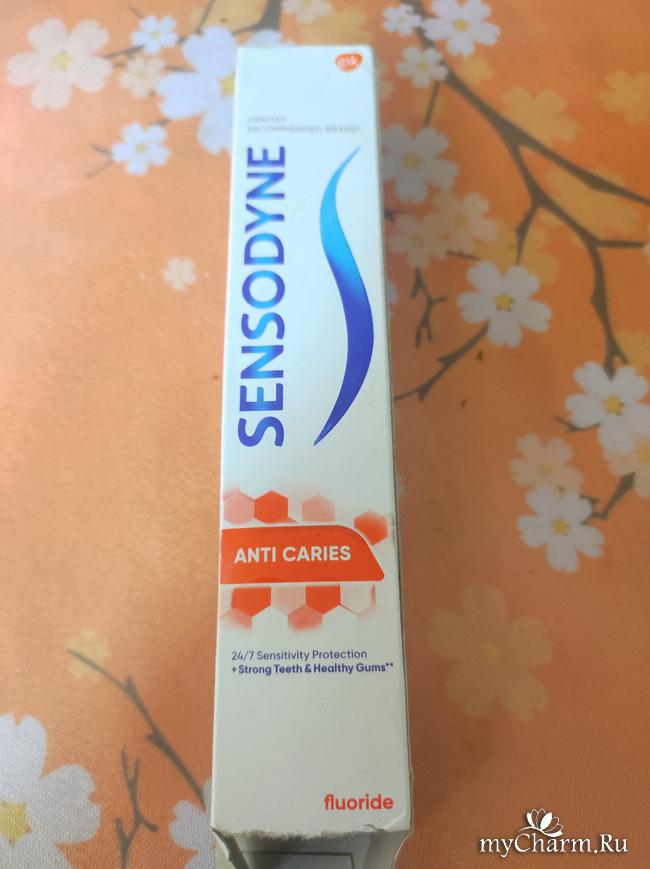 gsk
DENTIST
RECOMMENDED BRAND*
SENSODYNE
ANTI CARIES
24/7 Sensitivity Protection
+Strong Teeth & Healthy Gums**
fluoride
myCharm.Ru